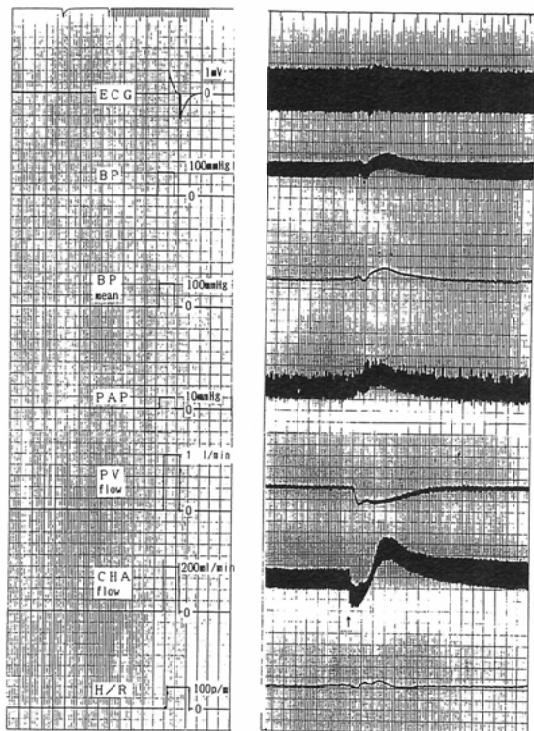 1mV
ECG
0
100mmHg
BP
0
BP
mean
100mmHg
0
PAP
10mmHg
0
PV
flow
1 l/min
0
CHA
flow
200ml/min
0
H/R
100p/m
0
↑